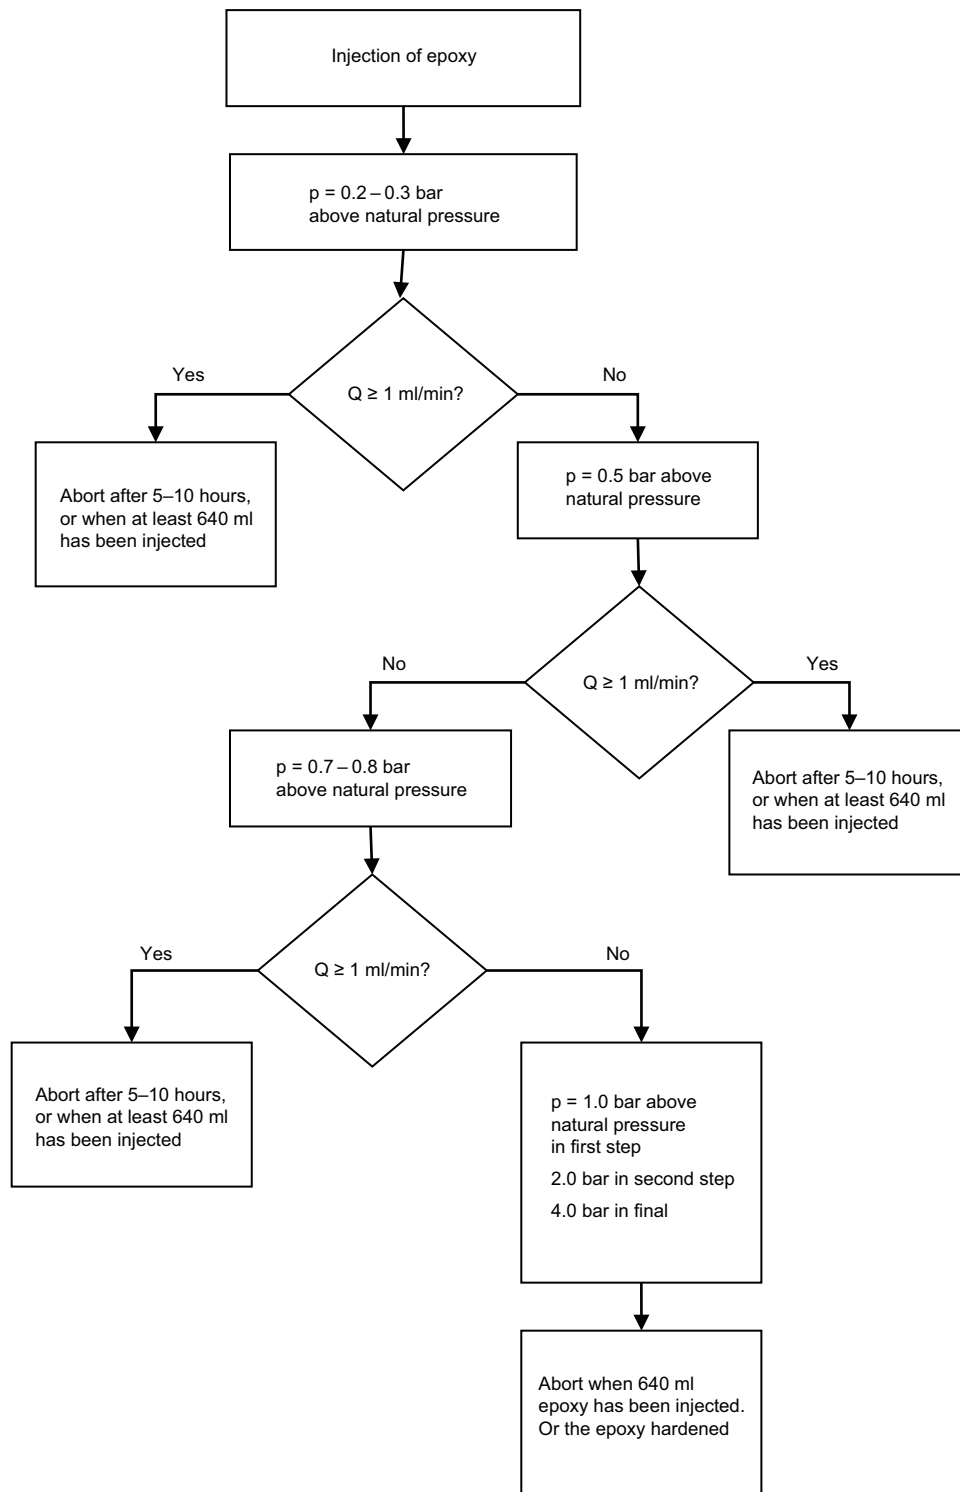 Injection of epoxy
p = 0.2 – 0.3 bar
above natural pressure
Yes
No
Q ≥ 1 ml/min?
Abort after 5–10 hours,
or when at least 640 ml
has been injected
p = 0.5 bar above
natural pressure
No
Yes
Q ≥ 1 ml/min?
p = 0.7 – 0.8 bar
above natural pressure
Abort after 5–10 hours,
or when at least 640 ml
has been injected
Yes
No
Q ≥ 1 ml/min?
Abort after 5–10 hours,
or when at least 640 ml
has been injected
p = 1.0 bar above
natural pressure
in first step
2.0 bar in second step
4.0 bar in final
Abort when 640 ml
epoxy has been injected.
Or the epoxy hardened